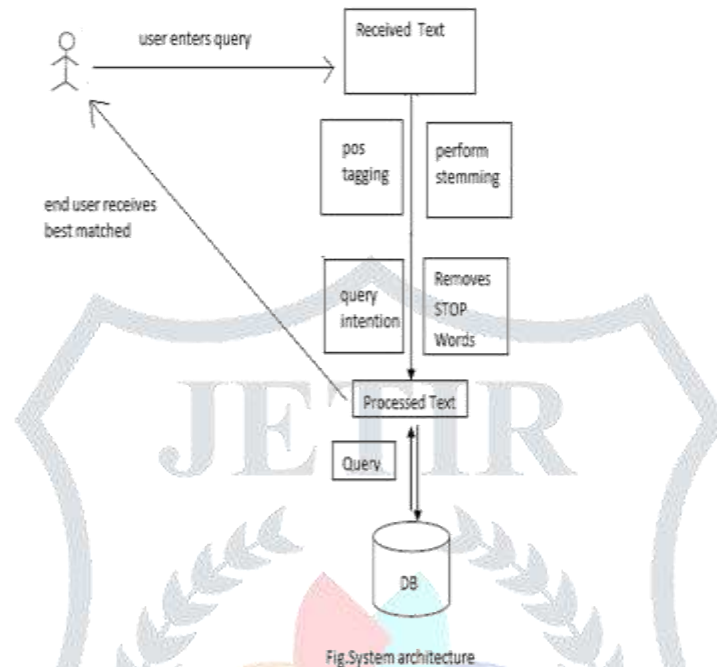 user enters query
Received Text
pos
tagging
perform
stemming
end user receives
best matched
query
intention
Removes
STOP
Words
JETIR
Processed Text
Query
DB
Fig.System architecture